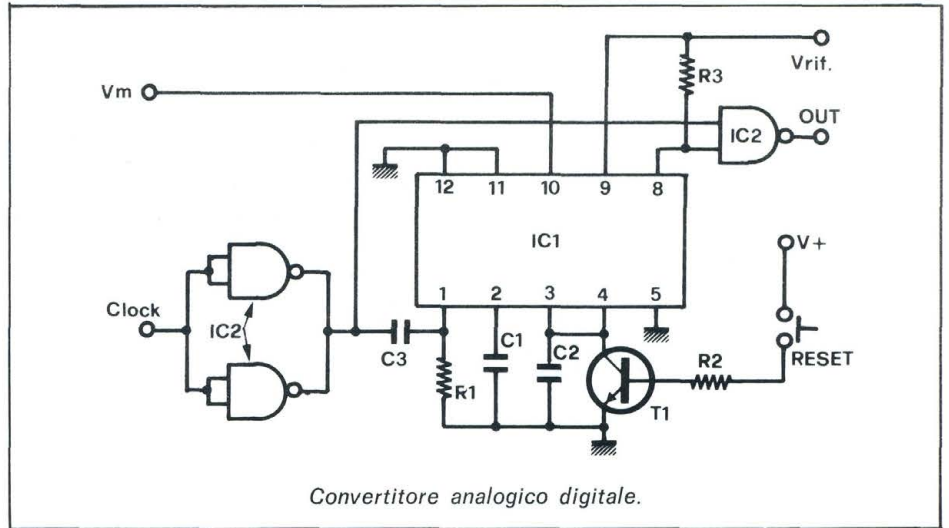 Vrif.
R3
Vm
OUT
IC2
12 11 10 9 8
IC1
V+
1 2 3 4 5
Clock
IC2
C3
R1
C1
C2
T1
R2
RESET
Convertitore analogico digitale.